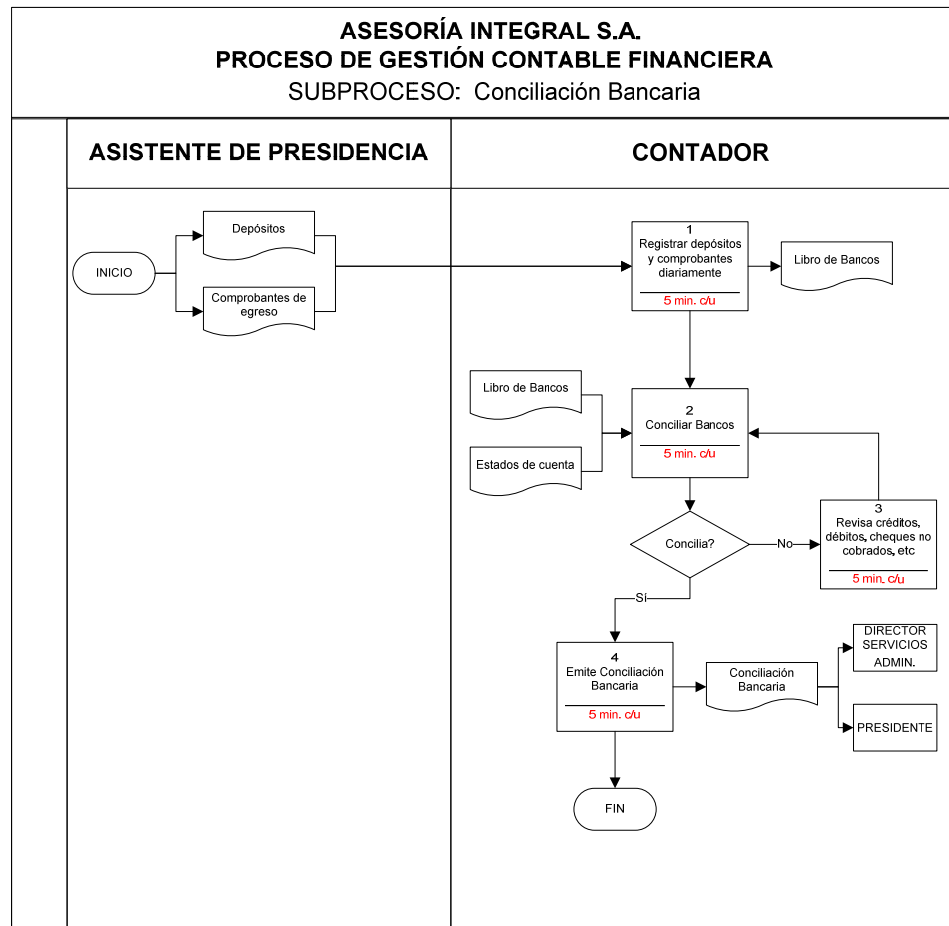 ASESORÍA INTEGRAL S.A.
PROCESO DE GESTIÓN CONTABLE FINANCIERA
SUBPROCESO: Conciliación Bancaria
ASISTENTE DE PRESIDENCIA
CONTADOR
INICIO
Depósitos
Comprobantes de
egreso
1
Registrar depósitos
y comprobantes
diariamente
5 min. c/u
Libro de Bancos
Libro de Bancos
Estados de cuenta
2
Conciliar Bancos
5 min. c/u
Concilia?
No
3
Revisa créditos,
débitos, cheques no
cobrados, etc
5 min. c/u
Sí
4
Emite Conciliación
Bancaria
5 min. c/u
Conciliación
Bancaria
DIRECTOR
SERVICIOS
ADMIN.
PRESIDENTE
FIN